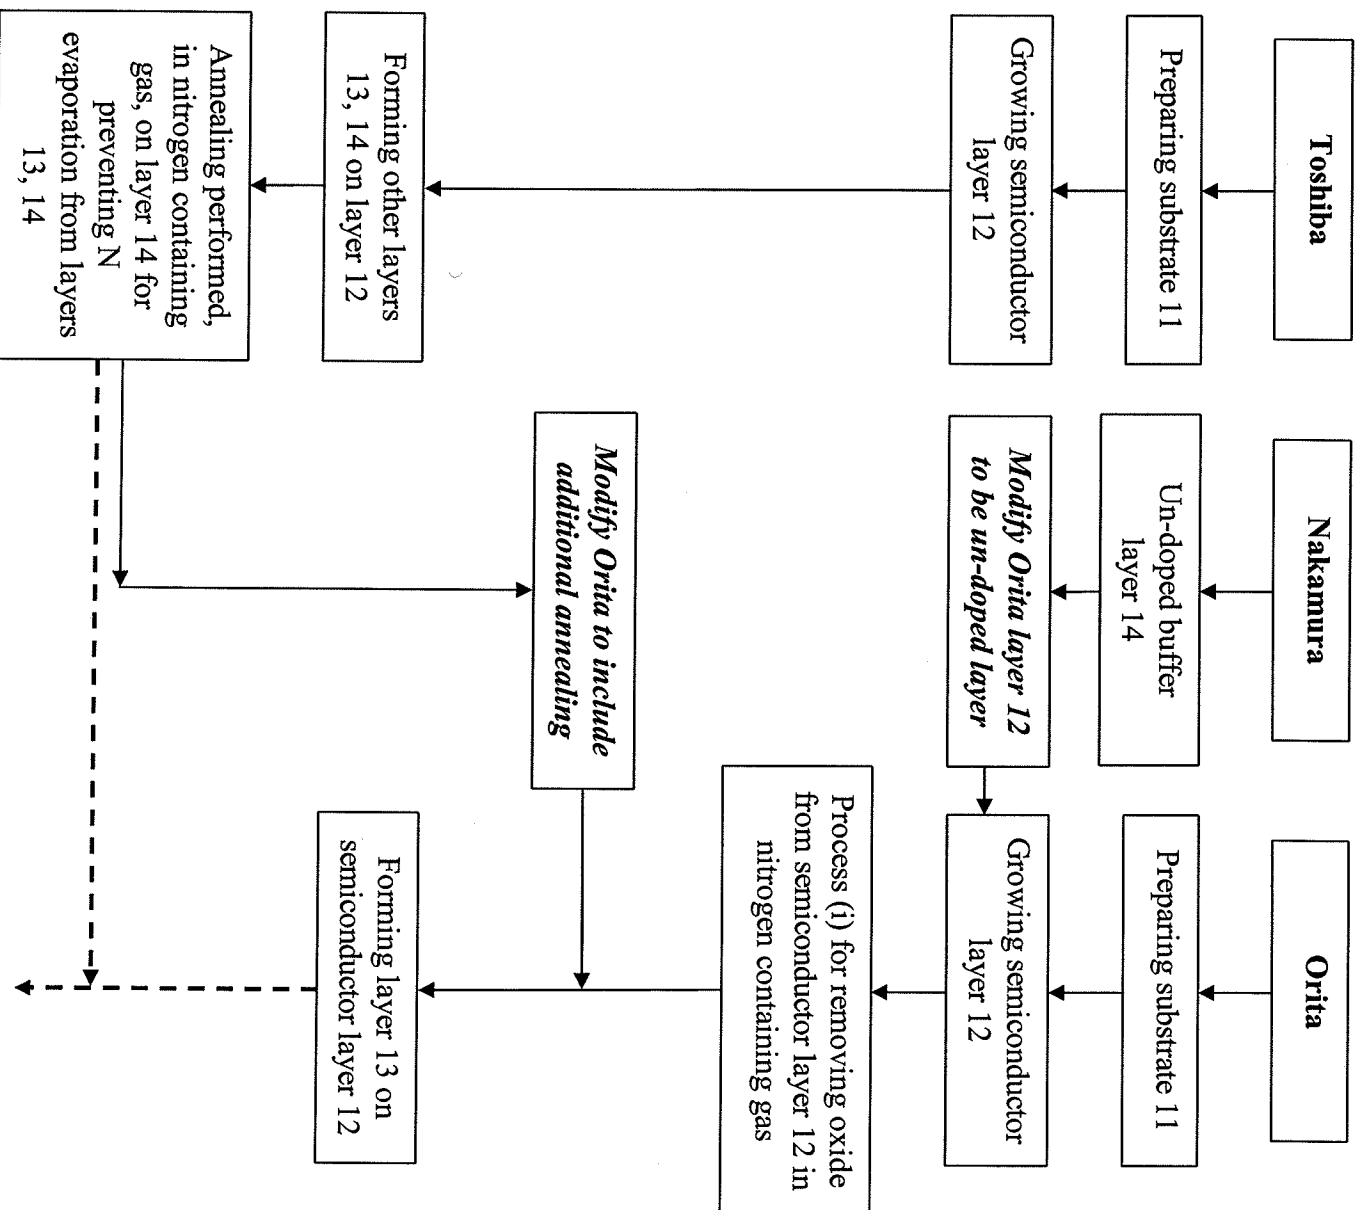 Toshiba
Preparing substrate 11
Growing semiconductor
layer 12
Forming other layers
13, 14 on layer 12
Annealing performed,
in nitrogen containing
gas, on layer 14 for
preventing N
evaporation from layers
13, 14
Nakamura
Un-doped buffer
layer 14
Modify Orita layer 12
to be un-doped layer
Modify Orita to include
additional annealing
Orita
Preparing substrate 11
Growing semiconductor
layer 12
Process (i) for removing oxide
from semiconductor layer 12 in
nitrogen containing gas
Forming layer 13 on
semiconductor layer 12